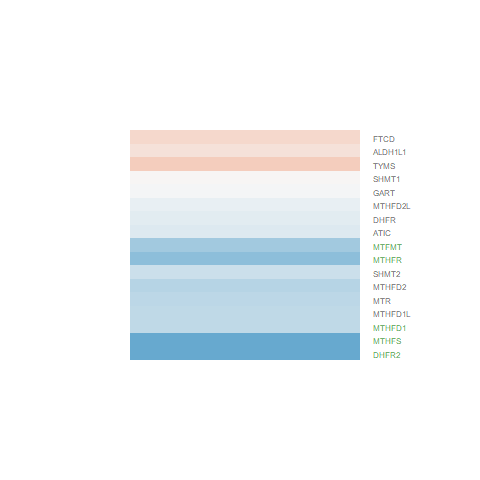 FTCD
ALDH1L1
TYMS
SHMT1
GART
MTHFD2L
DHFR
ATIC
MTFMT
MTHFR
SHMT2
MTHFD2
MTR
MTHFD1L
MTHFD1
MTHFS
DHFR2